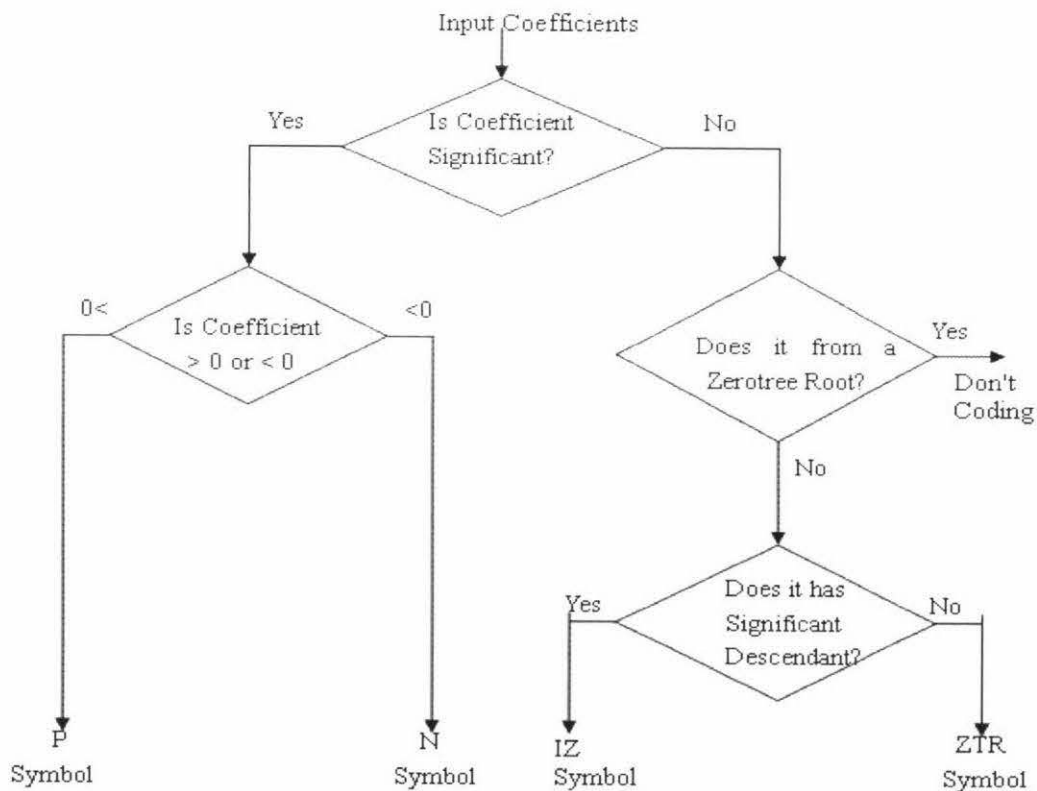 Input Coefficients
Yes
Is Coefficient
Significant?
No
0<
Is Coefficient
> 0 or < 0
<0
Does it from a
Zerotree Root?
Yes
Don't
Coding
No
Does it has
Significant
Descendant?
Yes
No
P
Symbol
N
Symbol
IZ
Symbol
ZTR
Symbol